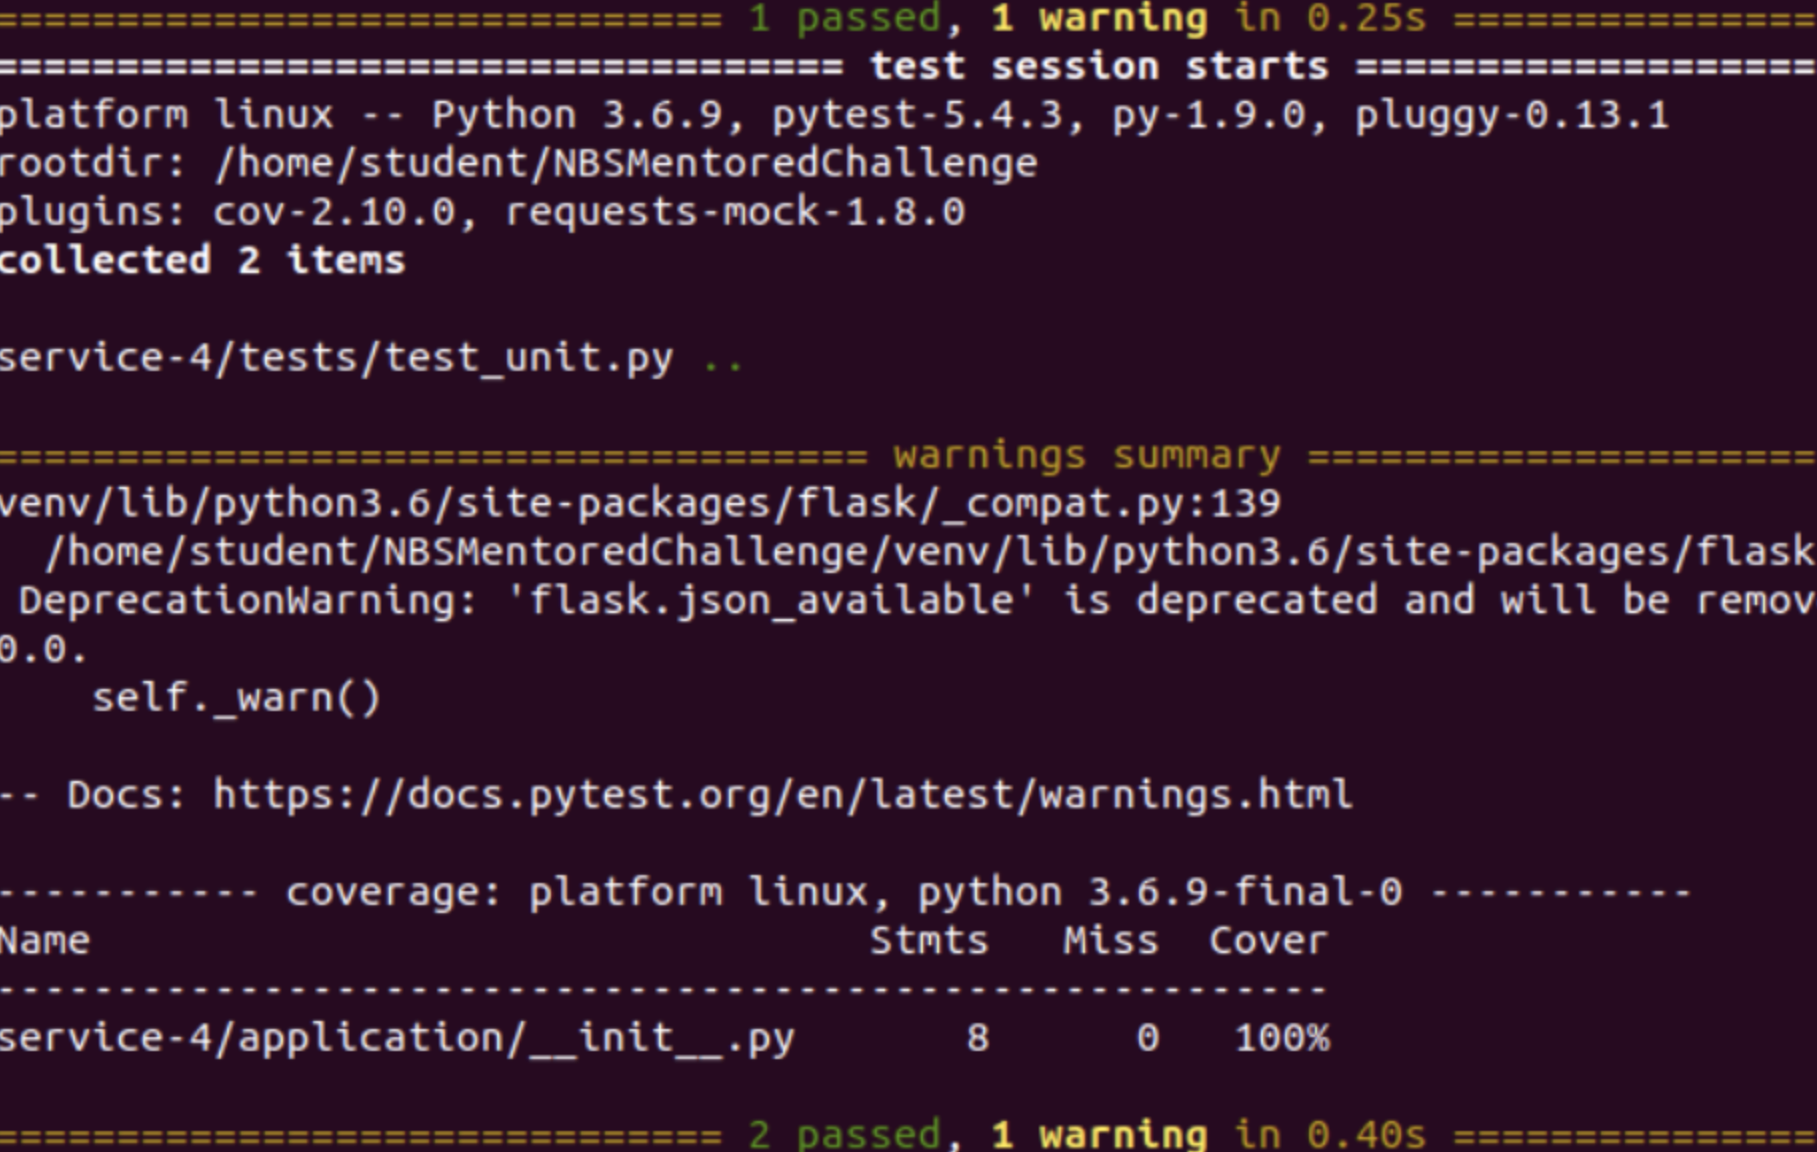 ============================== 1 passed, 1 warning in 0.25s ===============
=================================== test session starts ===================
platform linux -- Python 3.6.9, pytest-5.4.3, py-1.9.0, pluggy-0.13.1
rootdir: /home/student/NBSMentoredChallenge
plugins: cov-2.10.0, requests-mock-1.8.0
collected 2 items
service-4/tests/test_unit.py ..
==================================== warnings summary =====================
venv/lib/python3.6/site-packages/flask/_compat.py:139
  /home/student/NBSMentoredChallenge/venv/lib/python3.6/site-packages/flask
 DeprecationWarning: 'flask.json_available' is deprecated and will be remov
0.0.
    self._warn()
-- Docs: https://docs.pytest.org/en/latest/warnings.html
----------- coverage: platform linux, python 3.6.9-final-0 -----------
Name                                Stmts   Miss  Cover
-------------------------------------------------------
service-4/application/__init__.py       8      0   100%
============================== 2 passed, 1 warning in 0.40s ===============